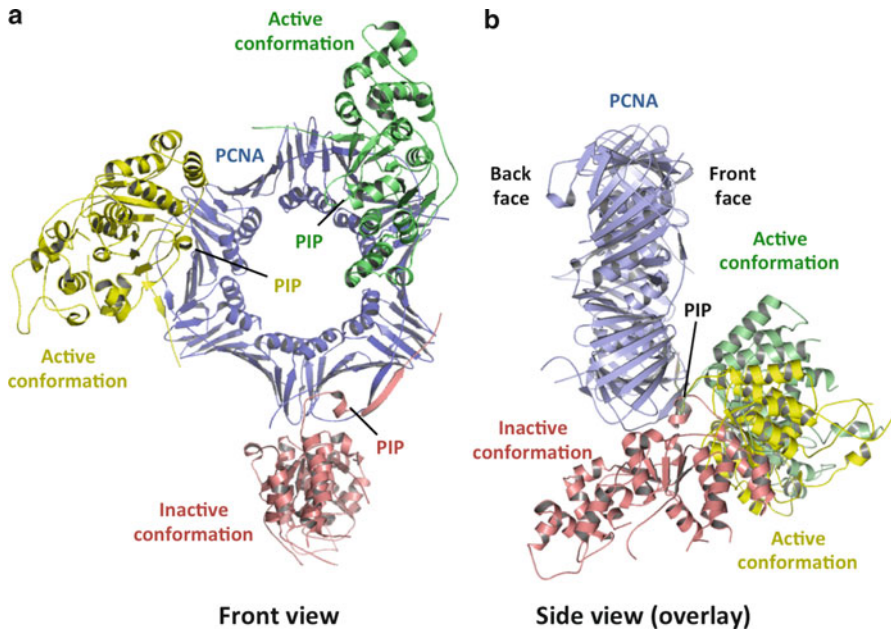 a
Active
conformation
PCNA
PIP
PIP
Active
conformation
PIP
Inactive
conformation
Front view
b
PCNA
Back
face
Front
face
Active
conformation
PIP
Inactive
conformation
Active
conformation
Side view (overlay)